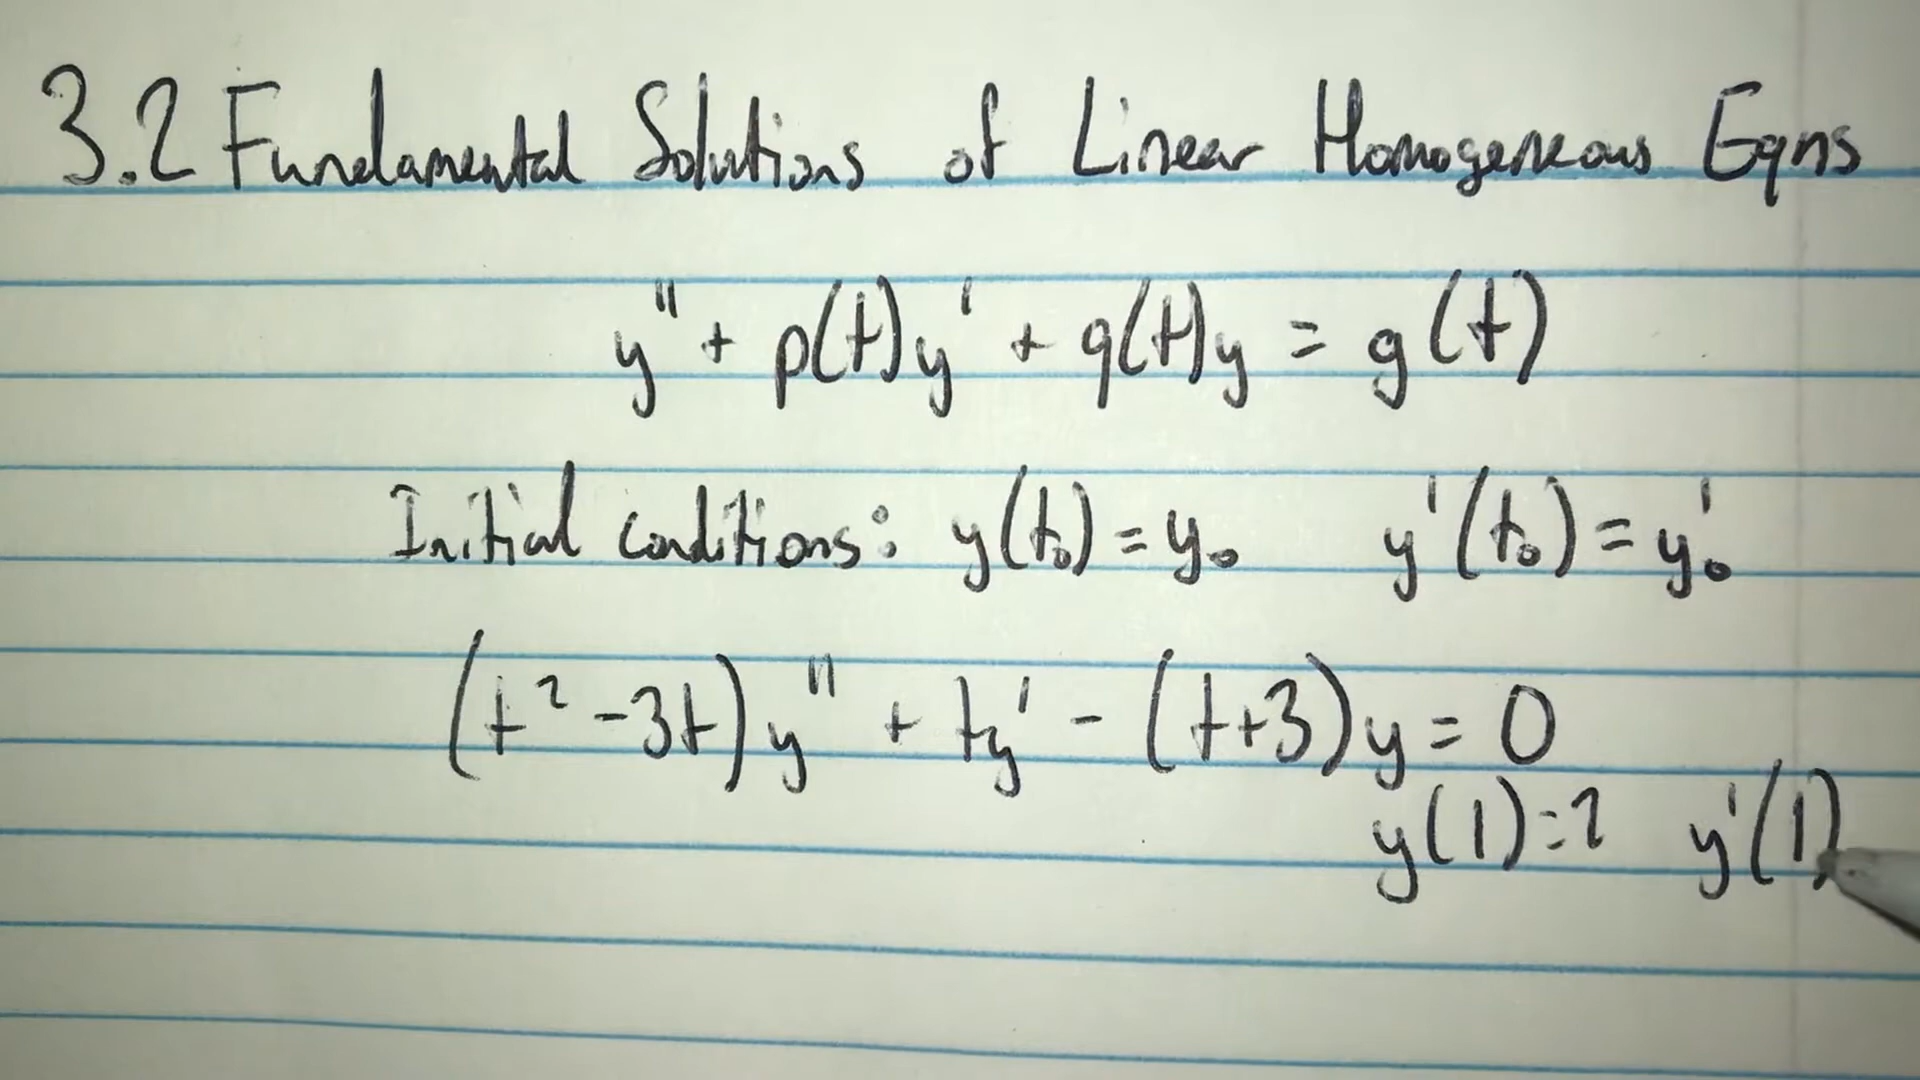 3.2 Fundamental Solutions of Linear Homogeneous Eqns
y'' + p(t)y' + q(t)y = g(t)
Initial conditions: y(t₀) = y₀ y'(t₀) = y₀'
(t² - 3t)y'' + ty' - (t+3)y = 0
y(1) = 2 y'(1)